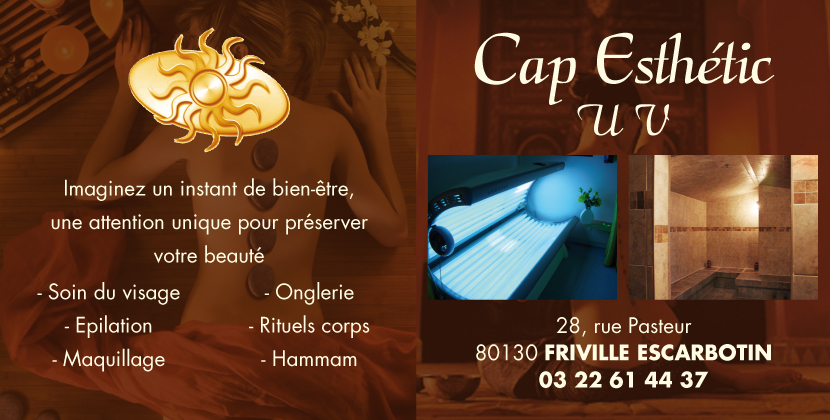 Imaginez un instant de bien-être,
une attention unique pour préserver
votre beauté
- Soin du visage
- Onglerie
- Epilation
- Rituels corps
- Maquillage
- Hammam
Cap Esthétic
UV
28, rue Pasteur
80130 FRIVILLE ESCARBOTIN
03 22 61 44 37